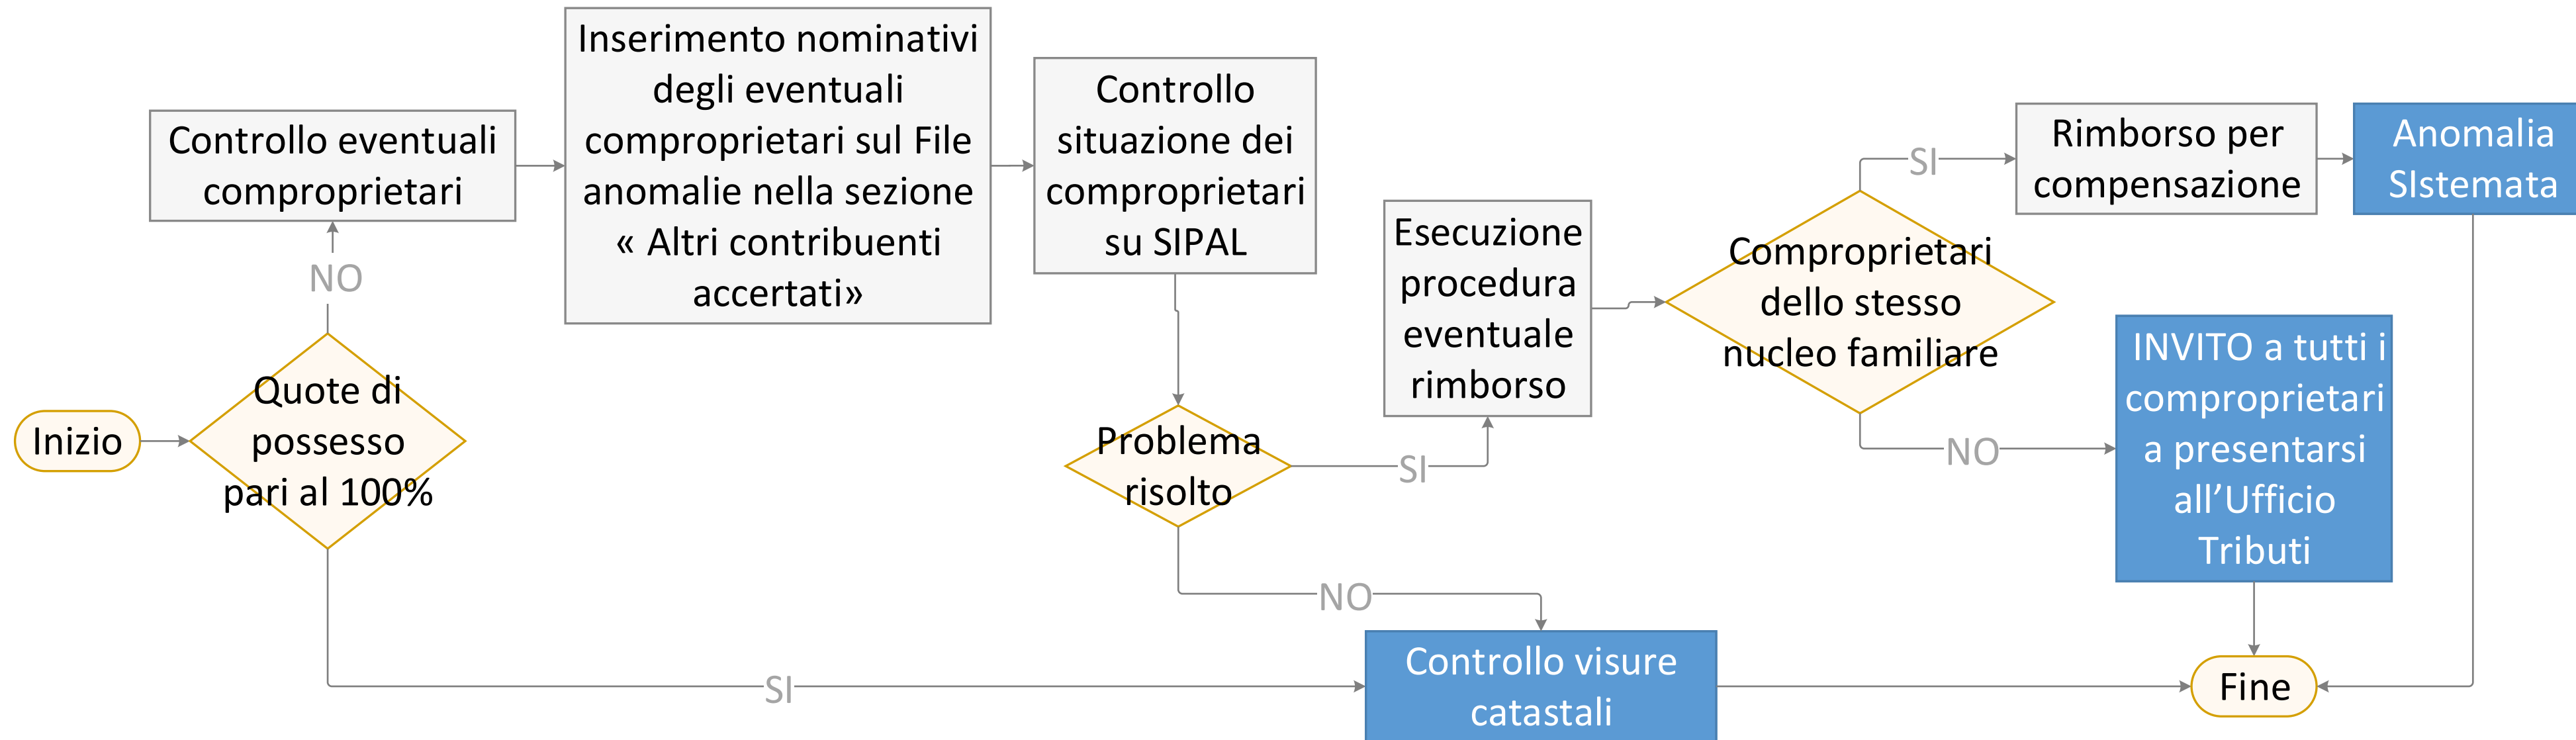 Inizio
Quote di
possesso
pari al 100%
NO
Controllo eventuali
comproprietari
Inserimento nominativi
degli eventuali
comproprietari sul File
anomalie nella sezione
« Altri contribuenti
accertati»
Controllo
situazione dei
comproprietari
su SIPAL
Problema
risolto
SI
Esecuzione
procedura
eventuale
rimborso
Comproprietari
dello stesso
nucleo familiare
SI
Rimborso per
compensazione
Anomalia
SIstemata
NO
INVITO a tutti i
comproprietari
a presentarsi
all’Ufficio
Tributi
NO
SI
Controllo visure
catastali
Fine